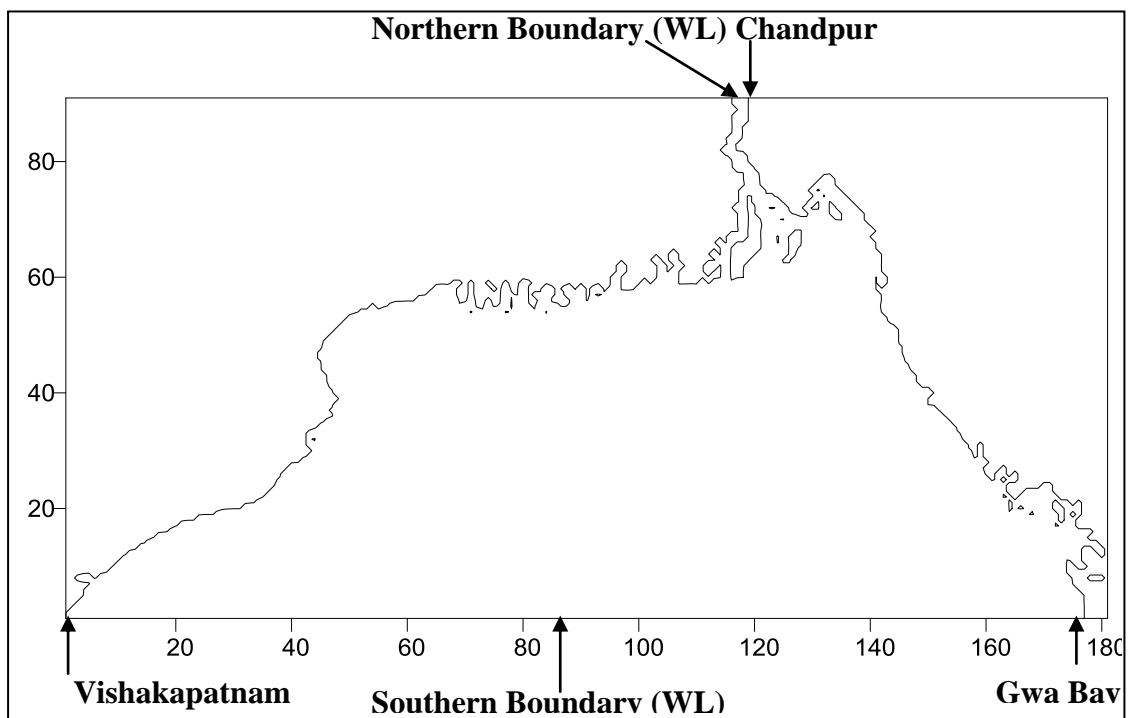 Northern Boundary (WL) Chandpur
80
60
40
20
20 40 60 80 100 120 140 160 180
Vishakapatnam
Southern Boundary (WL)
Gwa Bay